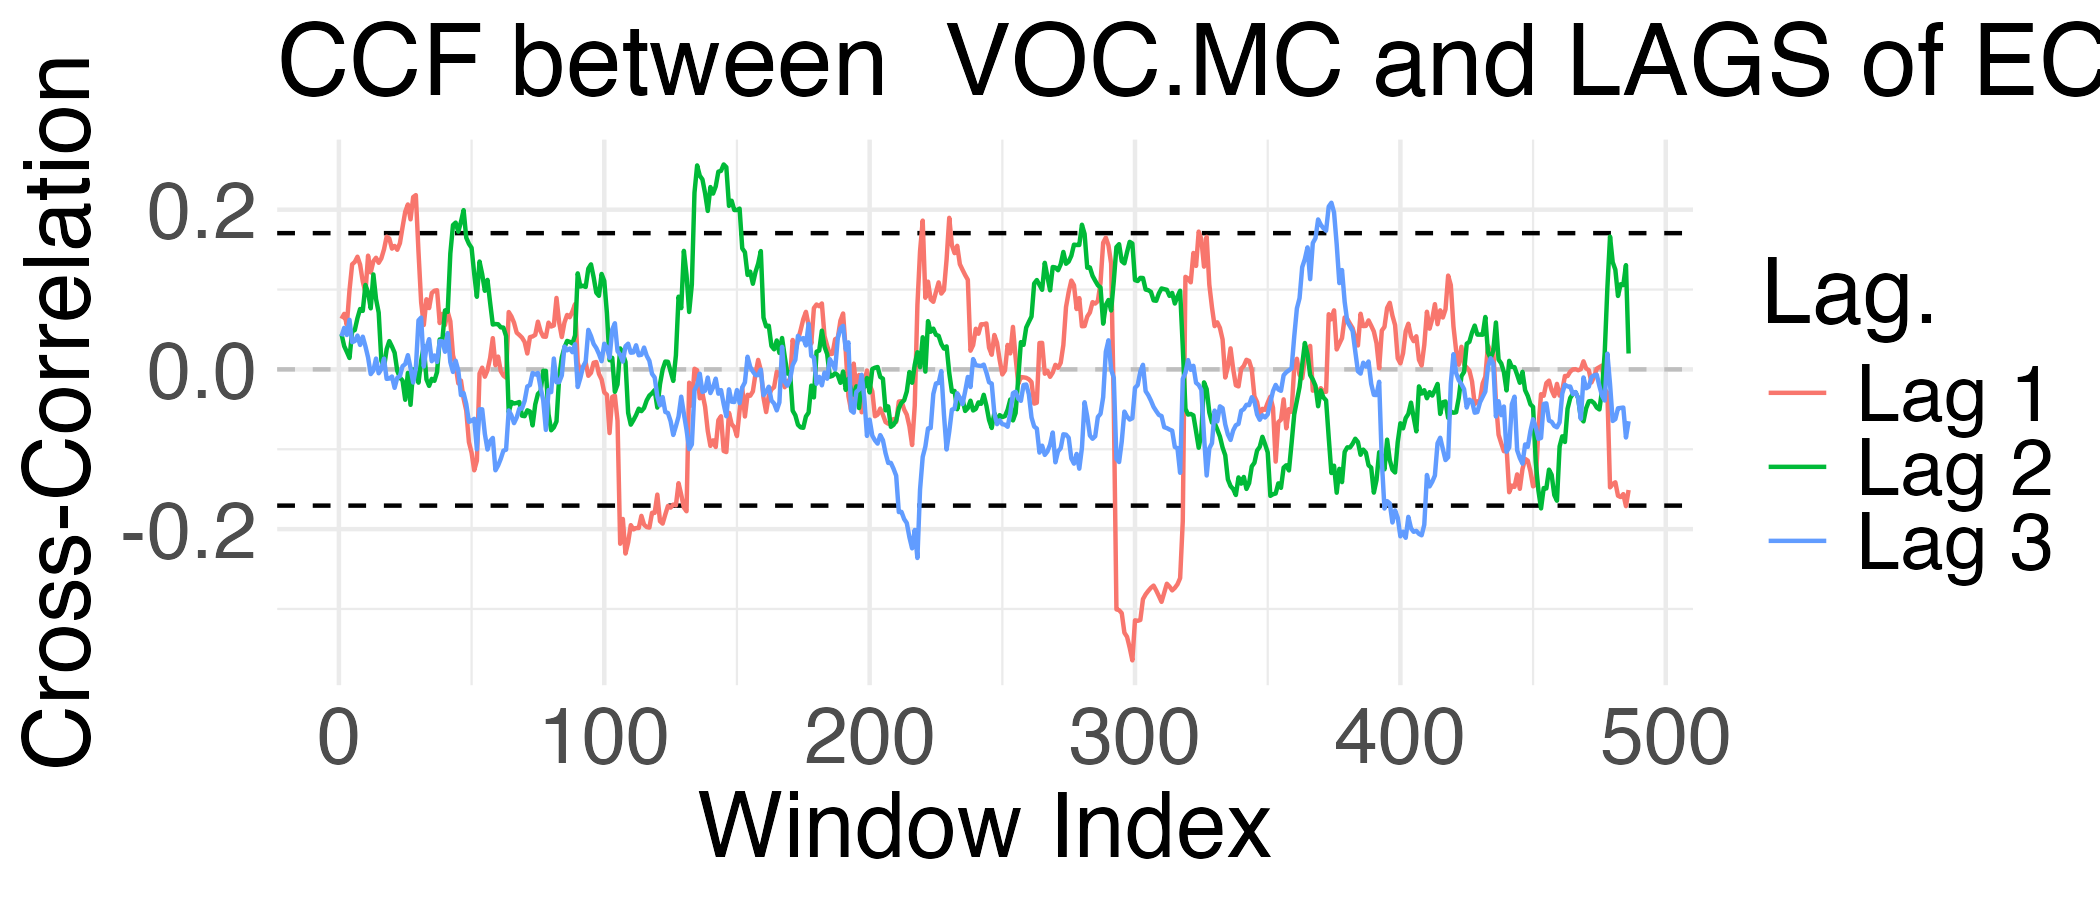 CCF between VOC.MC and LAGS of EC
Cross-Correlation
0.2
0.0
-0.2
0
100
200
300
400
500
Window Index
Lag.
Lag 1
Lag 2
Lag 3